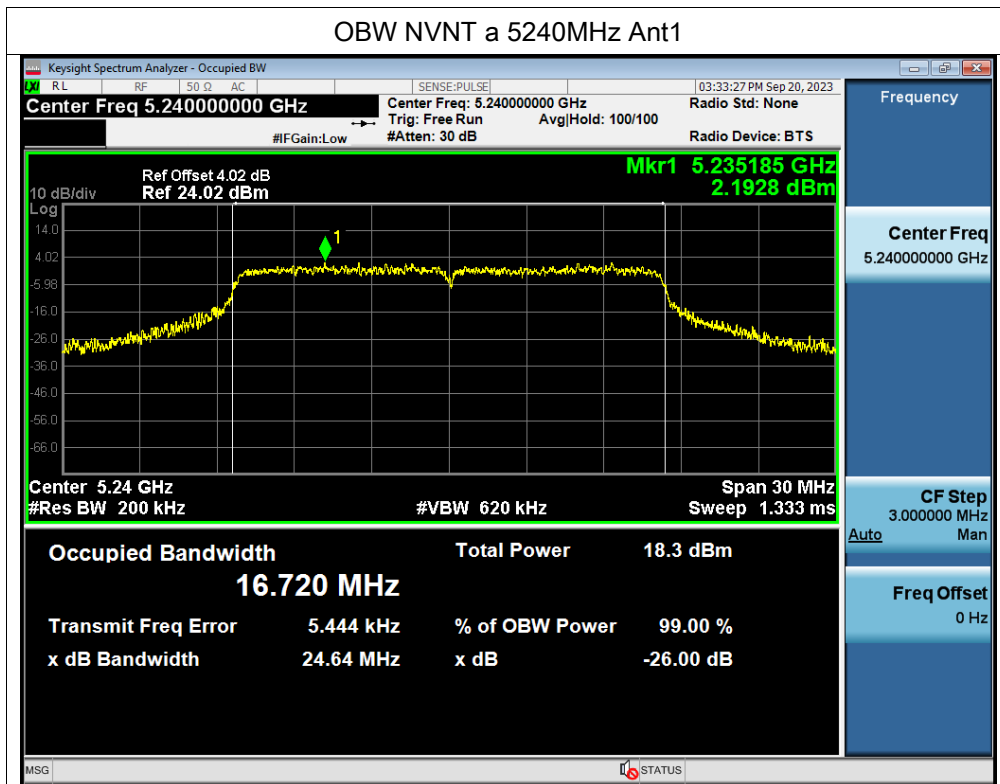 OBW NVNT a 5240MHz Ant1
Keysight Spectrum Analyzer - Occupied BW
LXI RL RF 50 Ω AC SENSE:PULSE 03:33:27 PM Sep 20, 2023
Center Freq 5.240000000 GHz Center Freq: 5.240000000 GHz Radio Std: None
Trig: Free Run Avg|Hold: 100/100
#IFGain:Low #Atten: 30 dB Radio Device: BTS
Frequency
Mkr1 5.235185 GHz
2.1928 dBm
Ref Offset 4.02 dB
10 dB/div Ref 24.02 dBm
Log
14.0
4.02
-5.98
-16.0
-26.0
-36.0
-46.0
-56.0
-66.0
1
Center 5.24 GHz Span 30 MHz
#Res BW 200 kHz #VBW 620 kHz Sweep 1.333 ms
Center Freq
5.240000000 GHz
CF Step
3.000000 MHz
Auto Man
Freq Offset
0 Hz
Occupied Bandwidth Total Power 18.3 dBm
16.720 MHz
Transmit Freq Error 5.444 kHz % of OBW Power 99.00 %
x dB Bandwidth 24.64 MHz x dB -26.00 dB
MSG STATUS